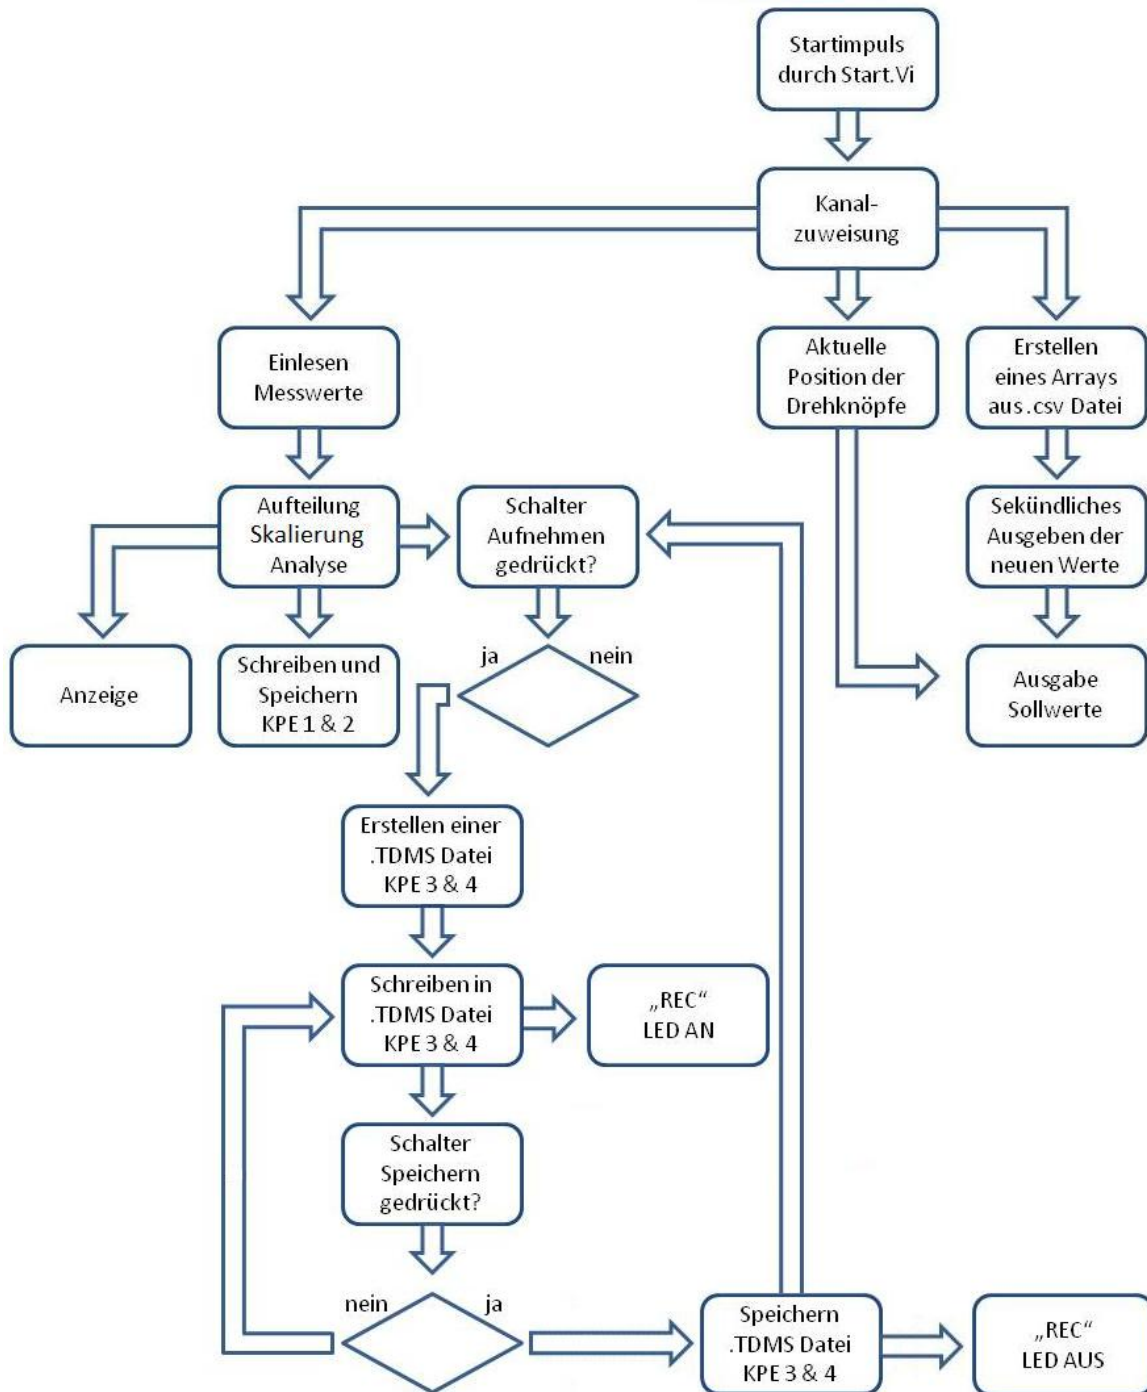 Startimpuls
durch Start.Vi
Kanal-
zuweisung
Einlesen
Messwerte
Aktuelle
Position der
Drehknöpfe
Erstellen
eines Arrays
aus .csv Datei
Aufteilung
Skalierung
Analyse
Schalter
Aufnehmen
gedrückt?
Sekündliches
Ausgeben der
neuen Werte
Anzeige
Schreiben und
Speichern
KPE 1 & 2
ja
nein
Ausgabe
Sollwerte
Erstellen einer
.TDMS Datei
KPE 3 & 4
Schreiben in
.TDMS Datei
KPE 3 & 4
„REC“
LED AN
Schalter
Speichern
gedrückt?
nein
ja
Speichern
.TDMS Datei
KPE 3 & 4
„REC“
LED AUS